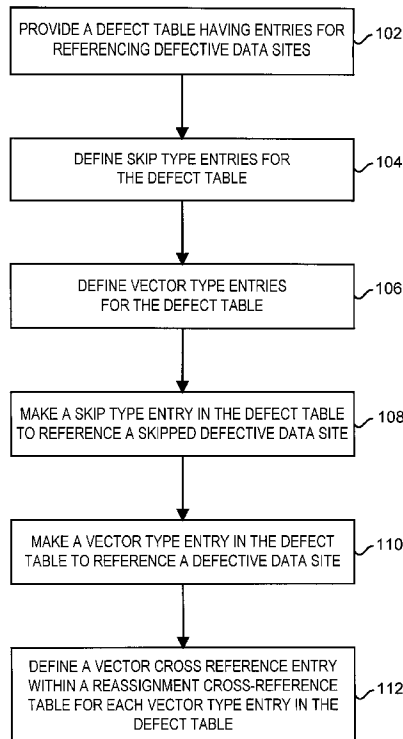 PROVIDE A DEFECT TABLE HAVING ENTRIES FOR
REFERENCING DEFECTIVE DATA SITES
102
DEFINE SKIP TYPE ENTRIES FOR
THE DEFECT TABLE
104
DEFINE VECTOR TYPE ENTRIES
FOR THE DEFECT TABLE
106
MAKE A SKIP TYPE ENTRY IN THE DEFECT TABLE
TO REFERENCE A SKIPPED DEFECTIVE DATA SITE
108
MAKE A VECTOR TYPE ENTRY IN THE DEFECT
TABLE TO REFERENCE A DEFECTIVE DATA SITE
110
DEFINE A VECTOR CROSS REFERENCE ENTRY
WITHIN A REASSIGNMENT CROSS-REFERENCE
TABLE FOR EACH VECTOR TYPE ENTRY IN THE
DEFECT TABLE
112